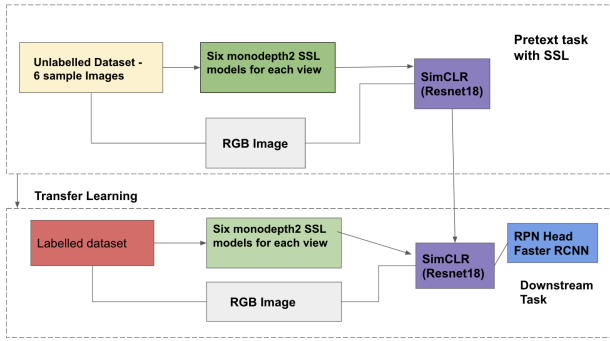 Unlabelled Dataset -
6 sample Images
Six monodepth2 SSL
models for each view
SimCLR
(Resnet18)
Pretext task
with SSL
RGB Image
Transfer Learning
Labelled dataset
Six monodepth2 SSL
models for each view
SimCLR
(Resnet18)
RPN Head
Faster RCNN
RGB Image
Downstream
Task